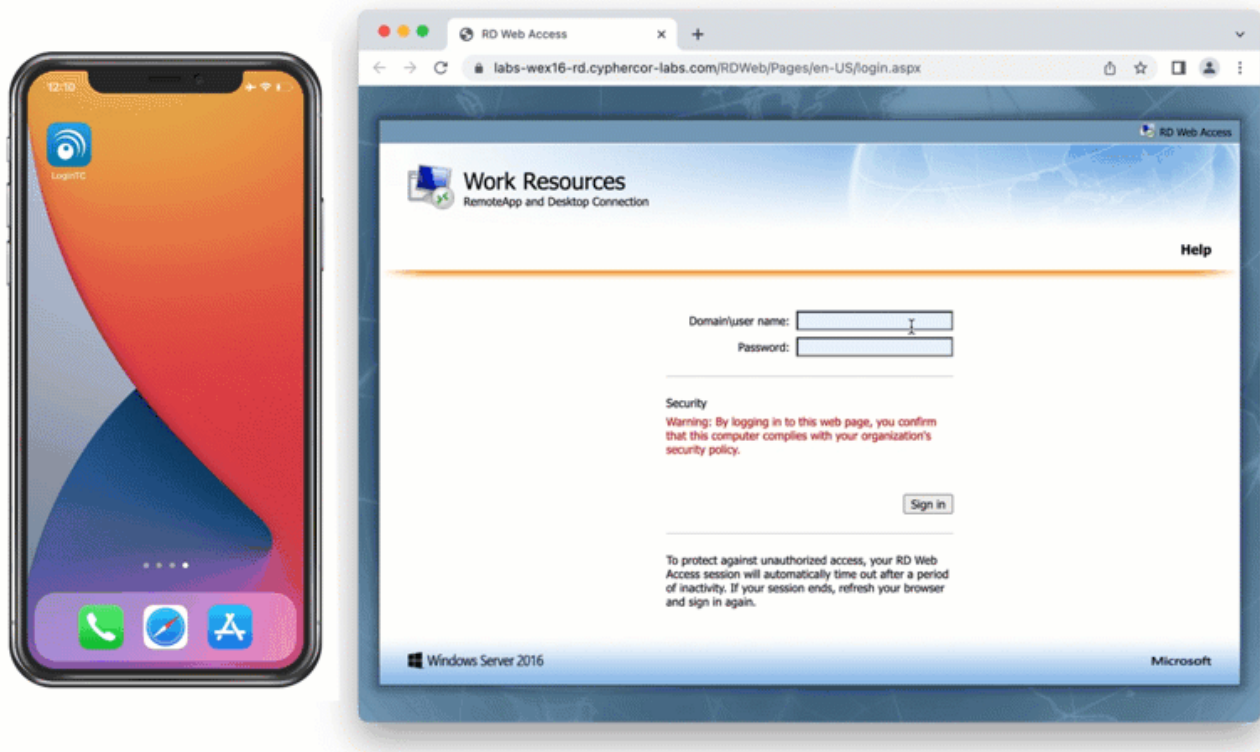 12:10
LoginTC
RD Web Access
labs-wex16-rd.cyphercor-labs.com/RDWeb/Pages/en-US/login.aspx
RD Web Access
Work Resources
RemoteApp and Desktop Connection
Help
Domain\user name:
Password:
Security
Warning: By logging in to this web page, you confirm
that this computer complies with your organization's
security policy.
Sign in
To protect against unauthorized access, your RD Web
Access session will automatically time out after a period
of inactivity. If your session ends, refresh your browser
and sign in again.
Windows Server 2016
Microsoft